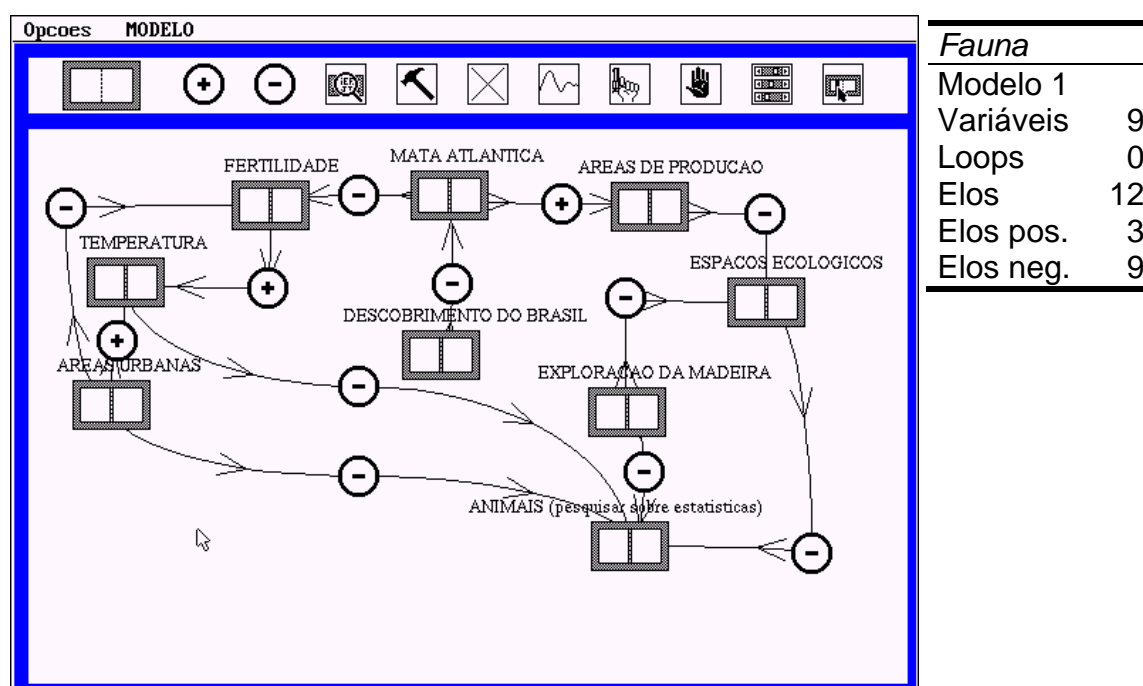 Opcoes MODELO
FERTILIDADE
MATA ATLANTICA
AREAS DE PRODUCAO
TEMPERATURA
ESPACOS ECOLOGICOS
DESCOBRIMENTO DO BRASIL
AREAS URBANAS
EXPLORACAO DA MADEIRA
ANIMAIS (pesquisar sobre estatisticas)
Fauna
Modelo 1
Variáveis 9
Loops 0
Elos 12
Elos pos. 3
Elos neg. 9